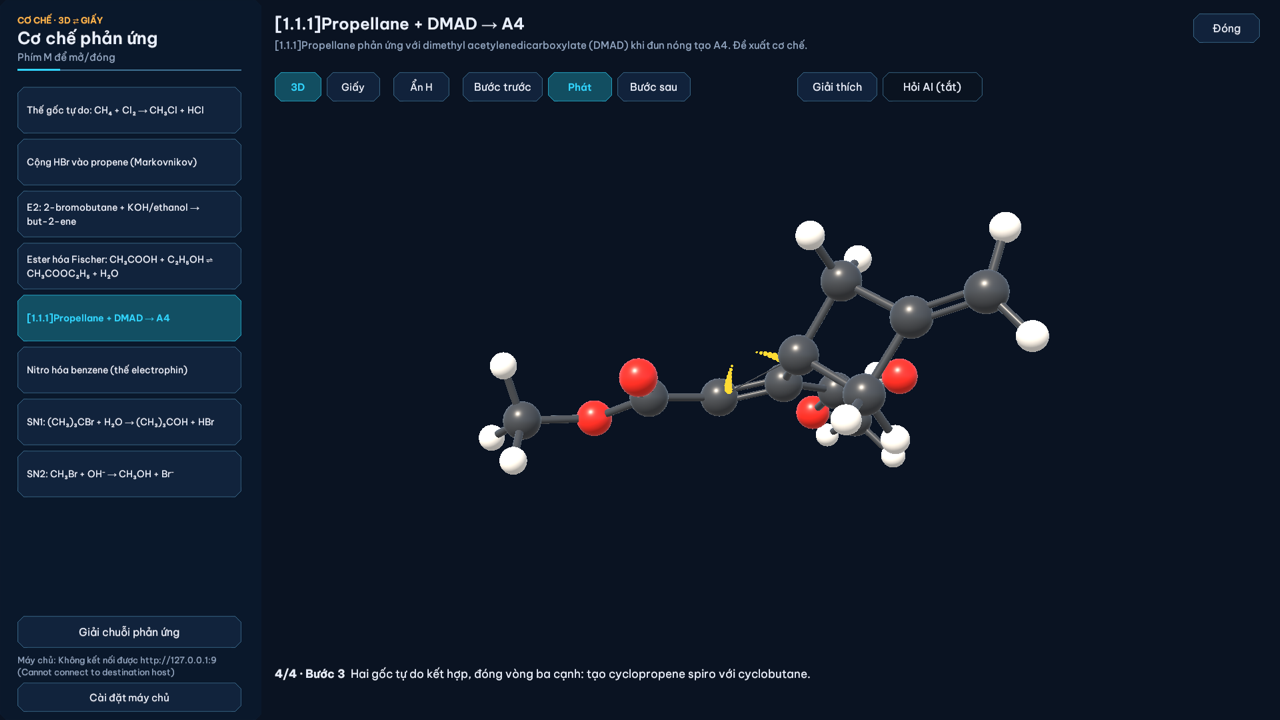 CƠ CHẾ · 3D ⇄ GIẤY
Cơ chế phản ứng
Phím M để mở/đóng
Thế gốc tự do: CH₄ + Cl₂ → CH₃Cl + HCl
Cộng HBr vào propene (Markovnikov)
E2: 2-bromobutane + KOH/ethanol →
but-2-ene
Ester hóa Fischer: CH₃COOH + C₂H₅OH ⇌
CH₃COOC₂H₅ + H₂O
[1.1.1]Propellane + DMAD → A4
Nitro hóa benzene (thế electrophin)
SN1: (CH₃)₃CBr + H₂O → (CH₃)₃COH + HBr
SN2: CH₃Br + OH⁻ → CH₃OH + Br⁻
Giải chuỗi phản ứng
Máy chủ: Không kết nối được http://127.0.0.1:9
(Cannot connect to destination host)
Cài đặt máy chủ
[1.1.1]Propellane + DMAD → A4
[1.1.1]Propellane phản ứng với dimethyl acetylenedicarboxylate (DMAD) khi đun nóng tạo A4. Đề xuất cơ chế.
Đóng
3D Giấy Ẩn H Bước trước Phát Bước sau Giải thích Hỏi AI (tắt)
4/4 · Bước 3 Hai gốc tự do kết hợp, đóng vòng ba cạnh: tạo cyclopropene spiro với cyclobutane.